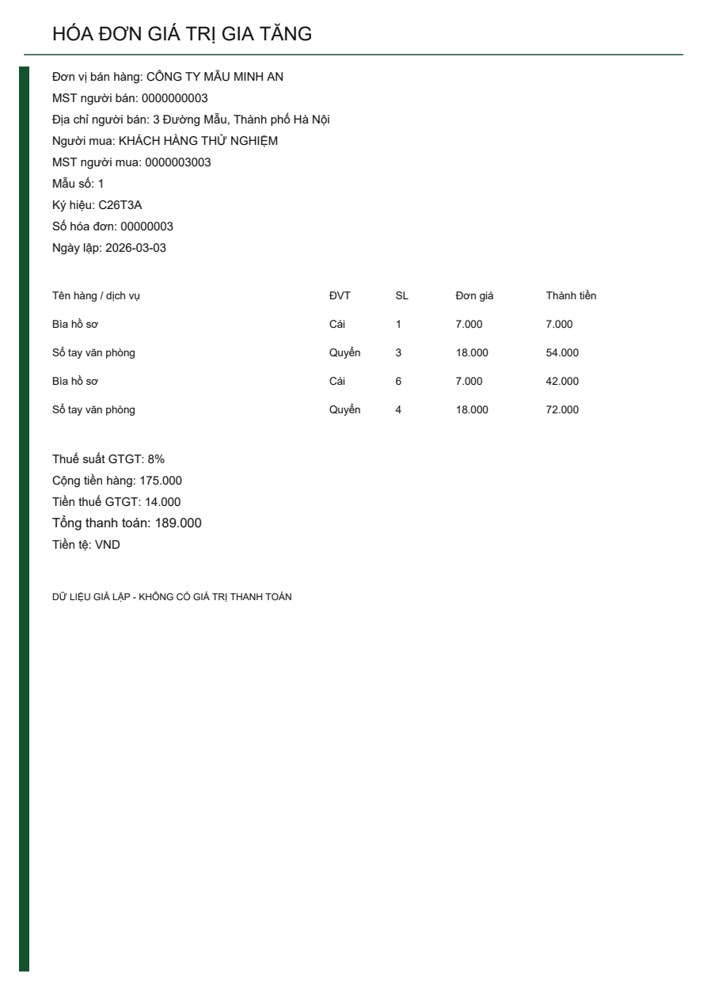 HÓA ĐƠN GIÁ TRỊ GIA TĂNG
Đơn vị bán hàng: CÔNG TY MẪU MINH AN
MST người bán: 0000000003
Địa chỉ người bán: 3 Đường Mẫu, Thành phố Hà Nội
Người mua: KHÁCH HÀNG THỬ NGHIỆM
MST người mua: 0000003003
Mẫu số: 1
Ký hiệu: C26T3A
Số hóa đơn: 00000003
Ngày lập: 2026-03-03
Tên hàng / dịch vụ ĐVT SL Đơn giá Thành tiền
Bìa hồ sơ Cái 1 7.000 7.000
Sổ tay văn phòng Quyển 3 18.000 54.000
Bìa hồ sơ Cái 6 7.000 42.000
Sổ tay văn phòng Quyển 4 18.000 72.000
Thuế suất GTGT: 8%
Cộng tiền hàng: 175.000
Tiền thuế GTGT: 14.000
Tổng thanh toán: 189.000
Tiền tệ: VND
DỮ LIỆU GIẢ LẬP - KHÔNG CÓ GIÁ TRỊ THANH TOÁN